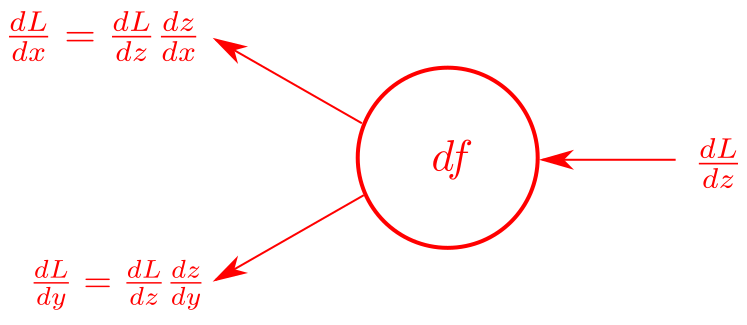 dL/dx = dL/dz dz/dx
df
dL/dz
dL/dy = dL/dz dz/dy